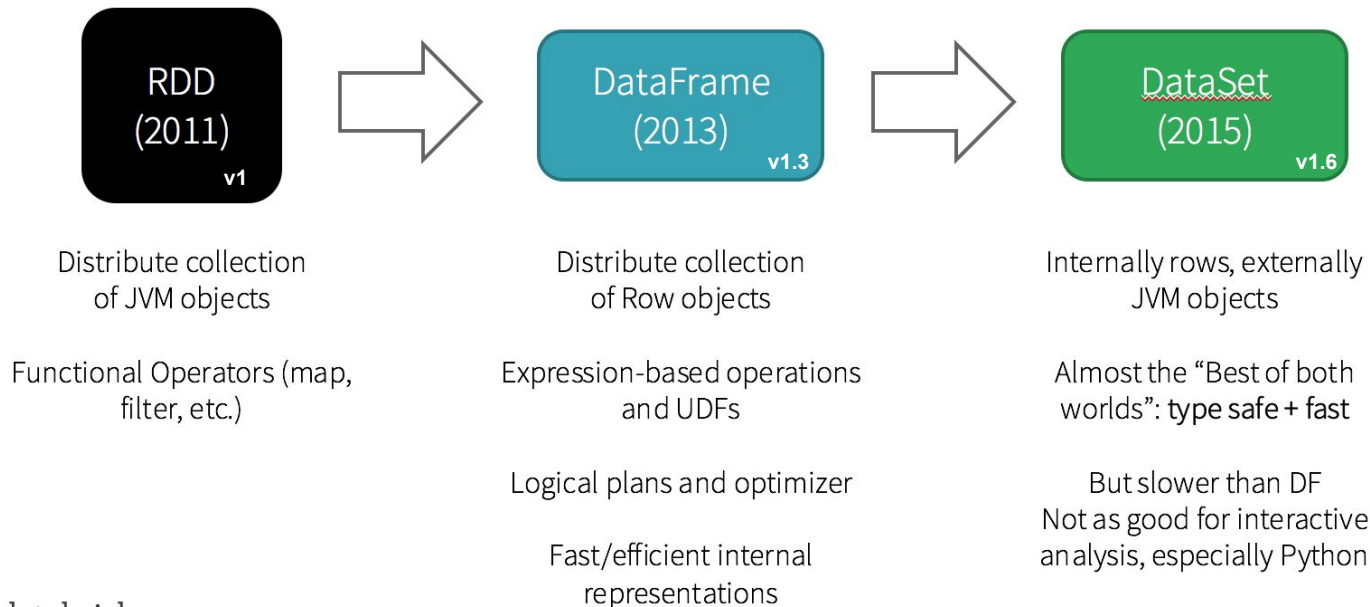 RDD
(2011)
v1
DataFrame
(2013)
v1.3
DataSet
(2015)
v1.6
Distribute collection
of JVM objects
Functional Operators (map,
filter, etc.)
Distribute collection
of Row objects
Expression-based operations
and UDFs
Logical plans and optimizer
Fast/efficient internal
representations
Internally rows, externally
JVM objects
Almost the “Best of both
worlds”: type safe + fast
But slower than DF
Not as good for interactive
analysis, especially Python